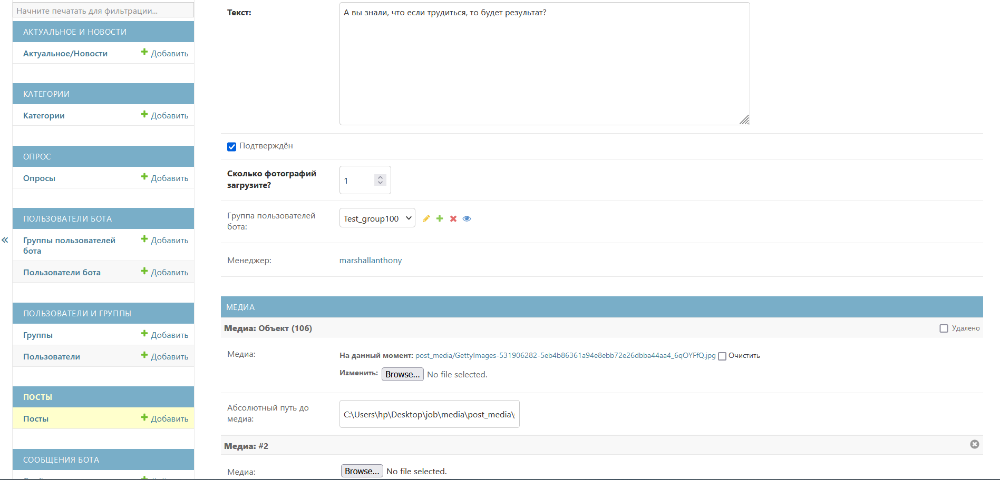 Начните печатать для фильтрации...
АКТУАЛЬНОЕ И НОВОСТИ
Актуальное/Новости Добавить
КАТЕГОРИИ
Категории Добавить
ОПРОС
Опросы Добавить
ПОЛЬЗОВАТЕЛИ БОТА
Группы пользователей
бота Добавить
Пользователи бота Добавить
ПОЛЬЗОВАТЕЛИ И ГРУППЫ
Группы Добавить
Пользователи Добавить
ПОСТЫ
Посты Добавить
СООБЩЕНИЯ БОТА
«
Текст: А вы знали, что если трудиться, то будет результат?
Подтверждён
Сколько фотографий
загрузите? 1
Группа пользователей
бота: Test_group100
Менеджер: marshallanthony
МЕДИА
Медиа: Объект (106) Удалено
Медиа: На данный момент: post_media/GettyImages-531906282-5eb4b86361a94e8ebb72e26dbba44aa4_6qOYFfQ.jpg Очистить
Изменить: Browse... No file selected.
Абсолютный путь до
медиа: C:\Users\hp\Desktop\job\media\post_media\
Медиа: #2
Медиа: Browse... No file selected.